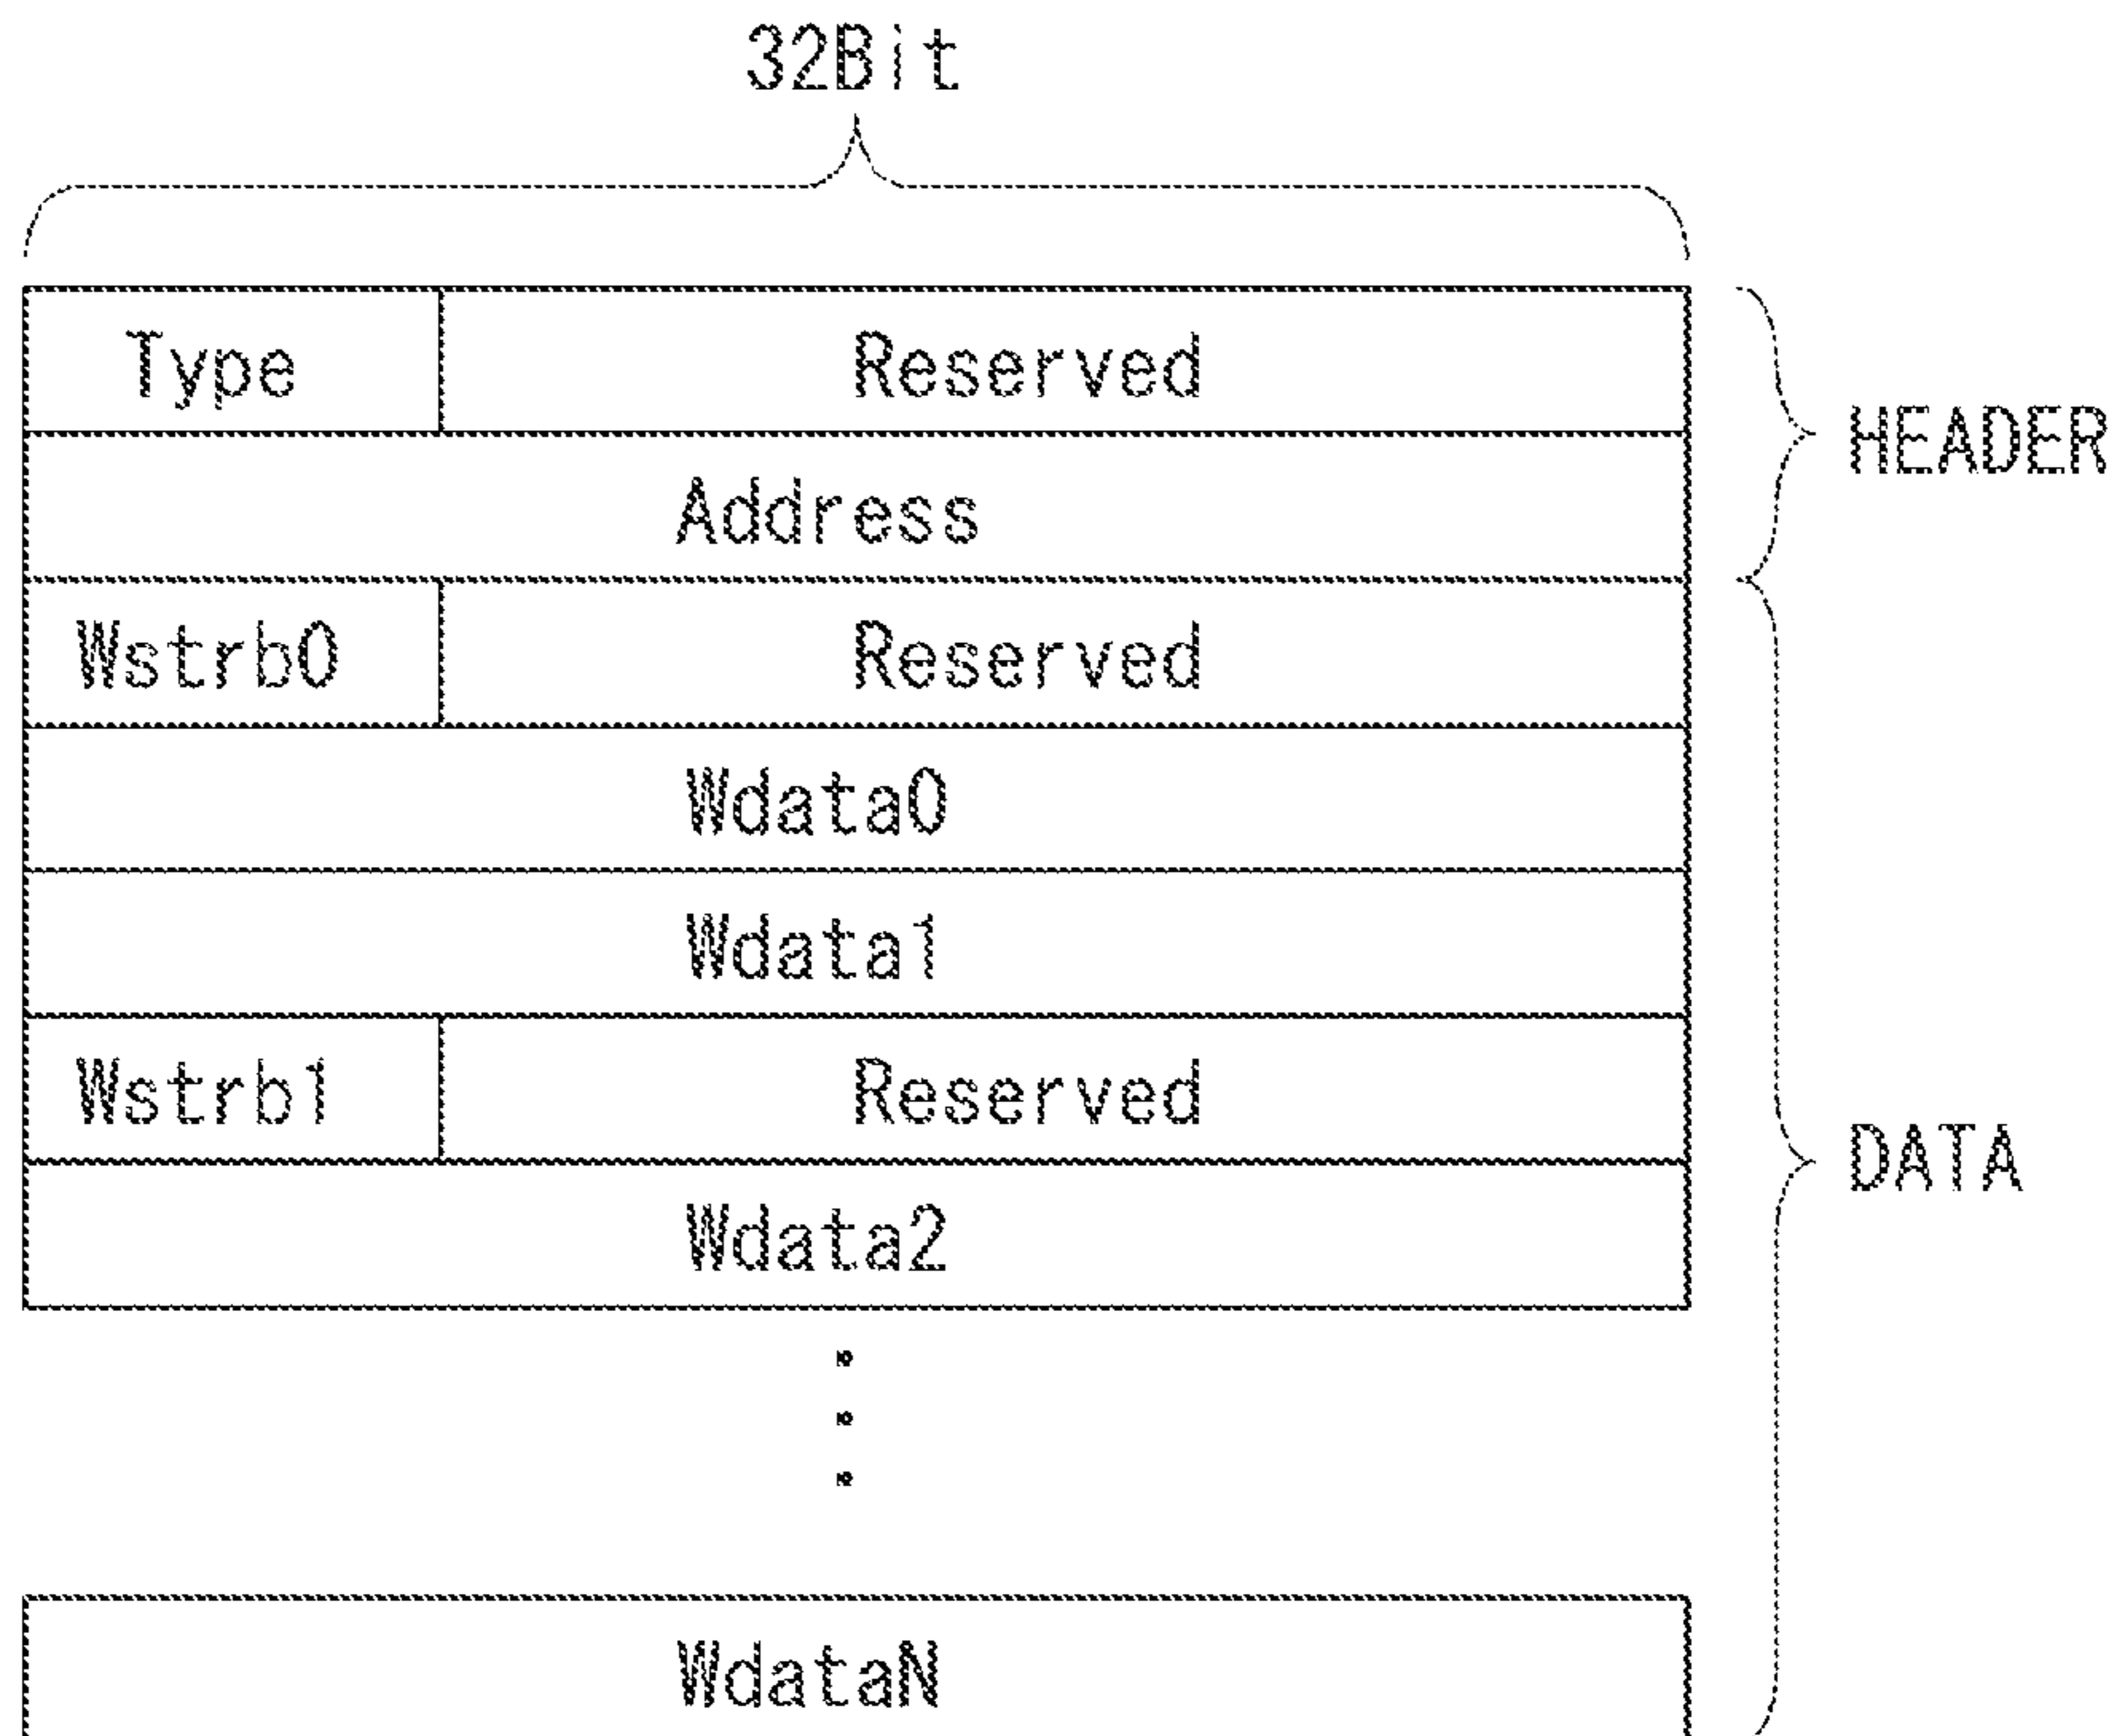 32Bit
Type Reserved
HEADER
Address
Wstrb0 Reserved
Wdata0
Wdata1
Wstrb1 Reserved
DATA
Wdata2
WdataN